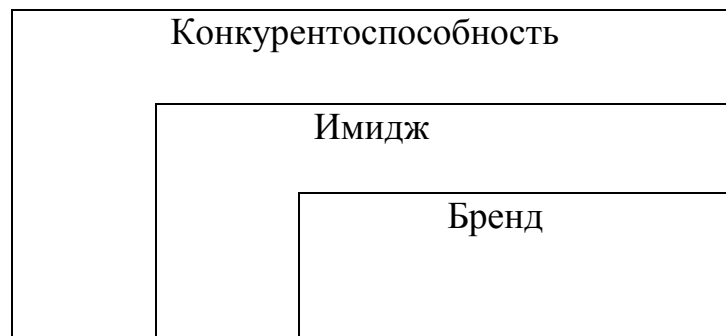 Конкурентоспособность
Имидж
Бренд